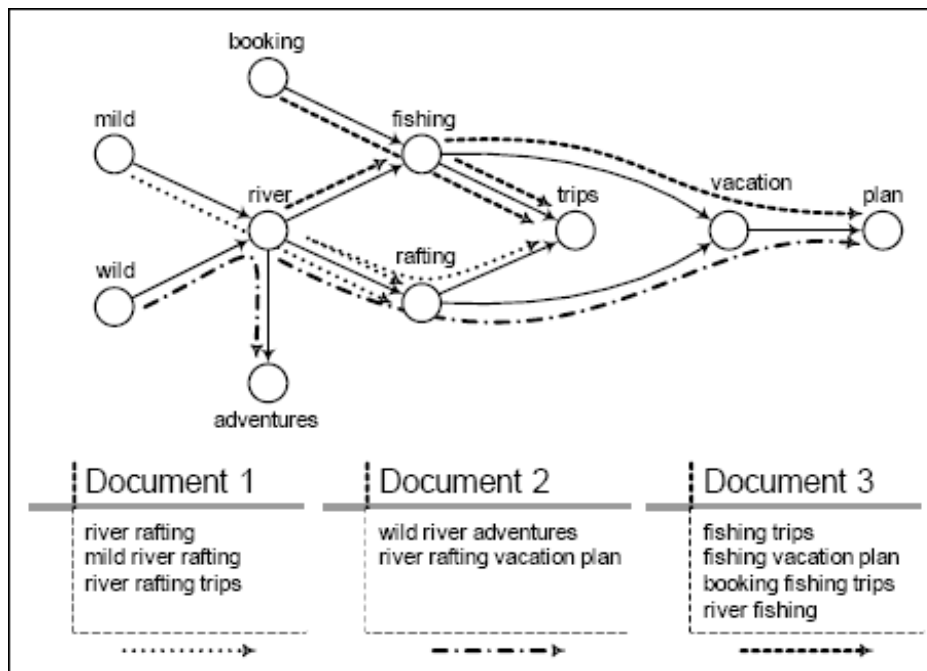 booking
mild
fishing
river
vacation
trips
plan
wild
rafting
adventures
Document 1
river rafting
mild river rafting
river rafting trips
Document 2
wild river adventures
river rafting vacation plan
Document 3
fishing trips
fishing vacation plan
booking fishing trips
river fishing